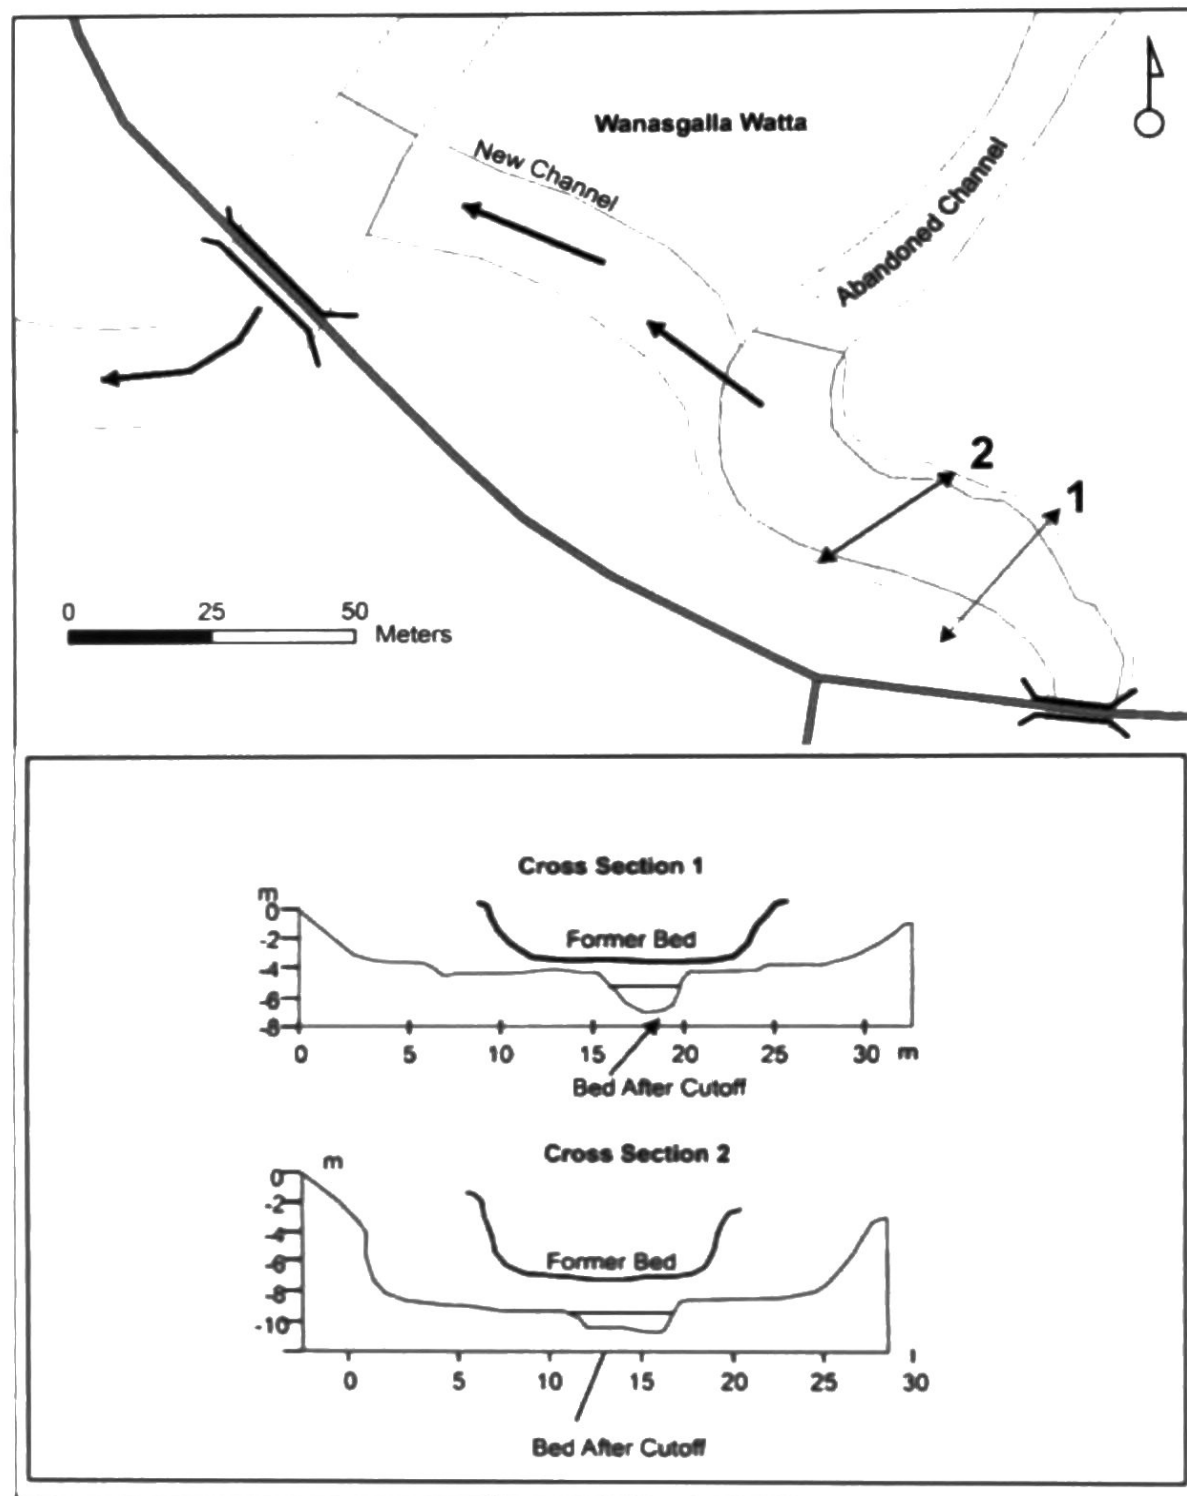 Wanasgalla Watta
New Channel
Abandoned Channel
2
1
0 25 50
Meters
Cross Section 1
m
0
-2
-4
-6
-8
Former Bed
0 5 10 15 20 25 30 m
Bed After Cutoff
Cross Section 2
m
0
-2
-4
-6
-8
-10
Former Bed
0 5 10 15 20 25 30
Bed After Cutoff